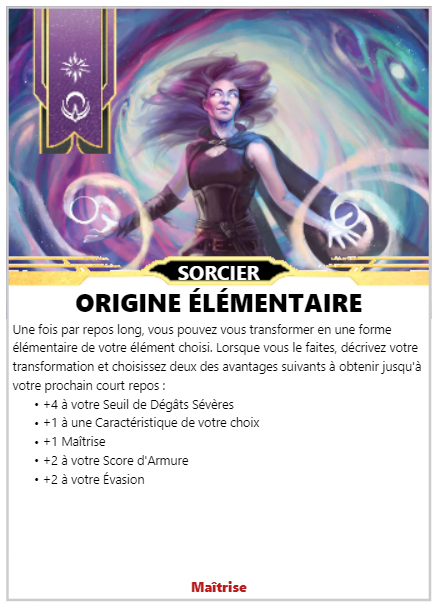 SORCIER
ORIGINE ÉLÉMENTAIRE
Une fois par repos long, vous pouvez vous transformer en une forme
élémentaire de votre élément choisi. Lorsque vous le faites, décrivez votre
transformation et choisissez deux des avantages suivants à obtenir jusqu'à
votre prochain court repos :
• +4 à votre Seuil de Dégâts Sévères
• +1 à une Caractéristique de votre choix
• +1 Maîtrise
• +2 à votre Score d'Armure
• +2 à votre Évasion
Maîtrise